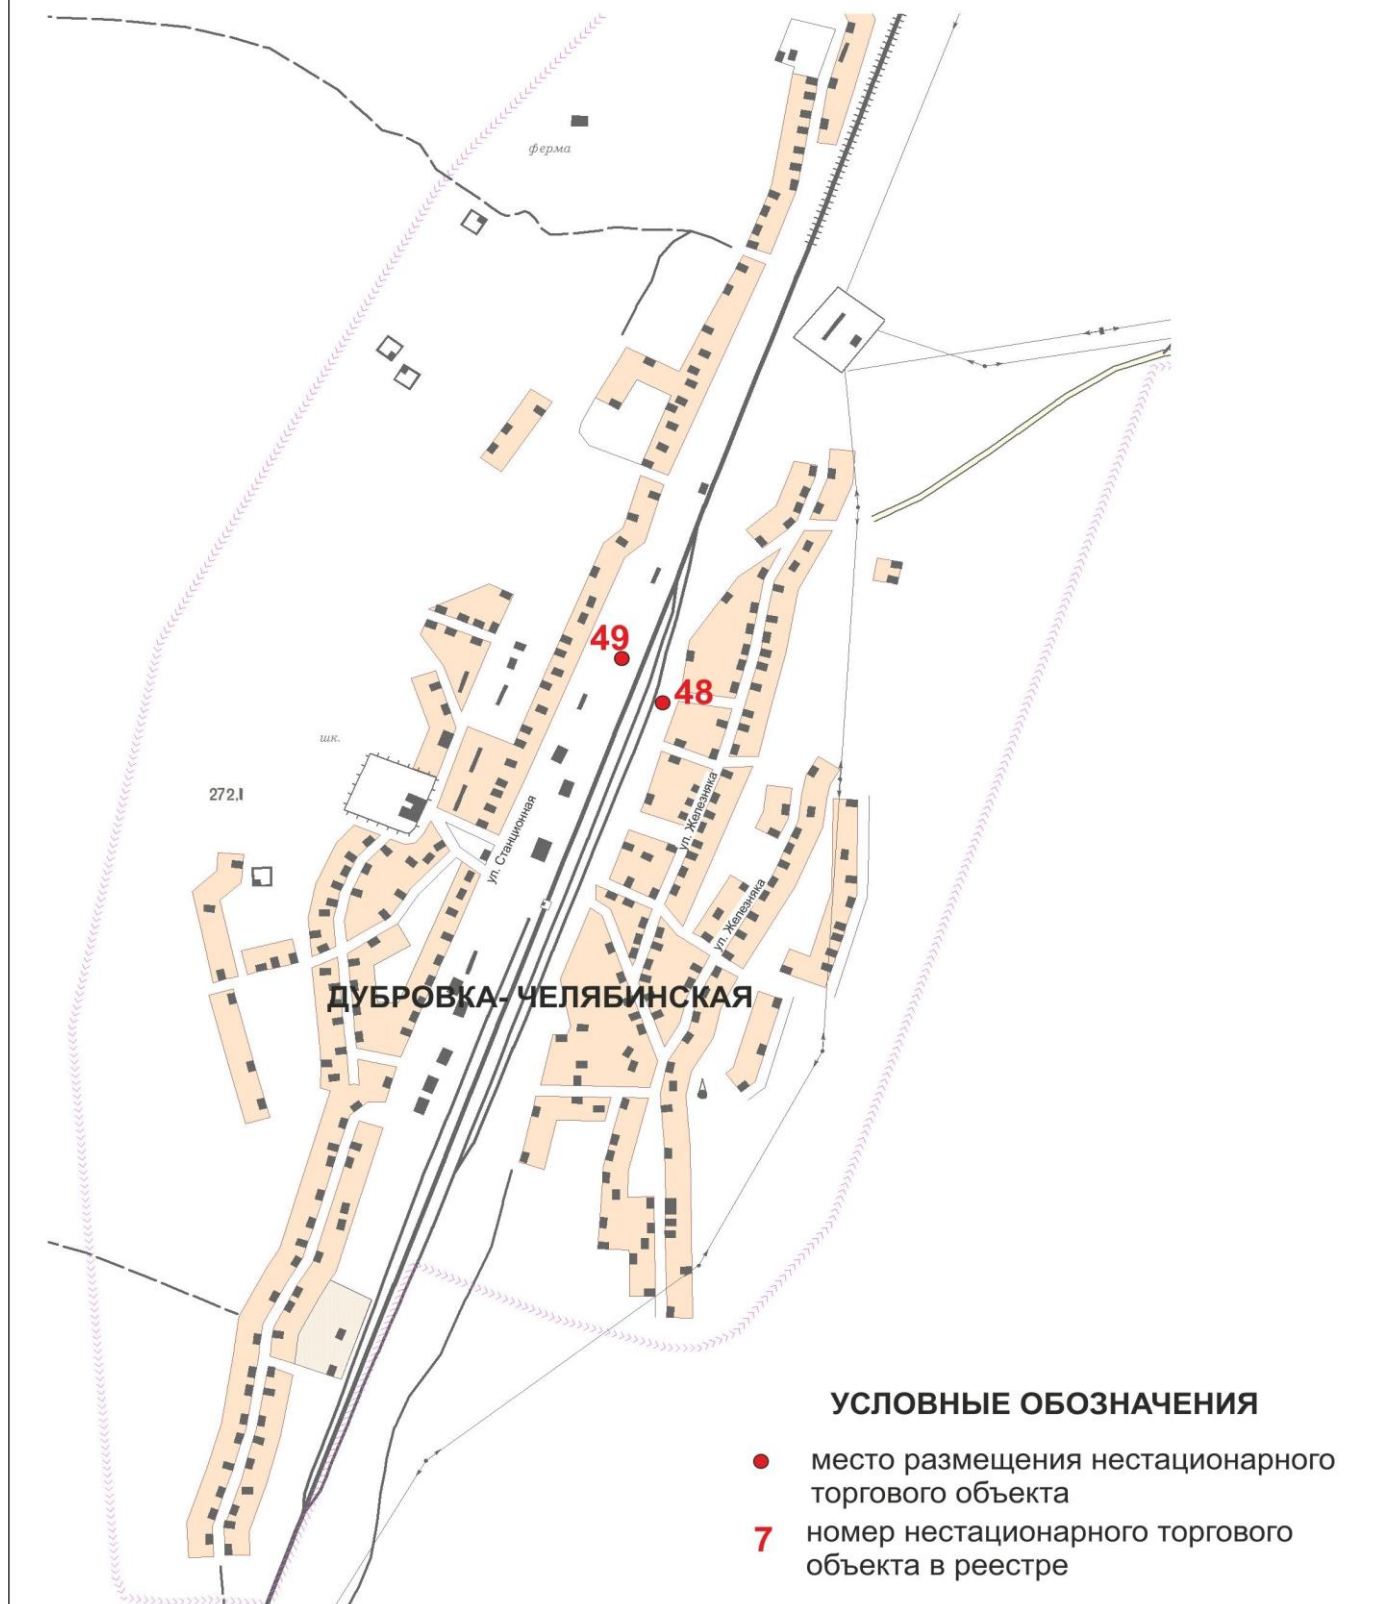 ферма
49
48
шк.
272,1
ул. Станционная
ул. Железняка
ул. Железняка
ДУБРОВКА- ЧЕЛЯБИНСКАЯ
УСЛОВНЫЕ ОБОЗНАЧЕНИЯ
место размещения нестационарного
торгового объекта
7 номер нестационарного торгового
объекта в реестре